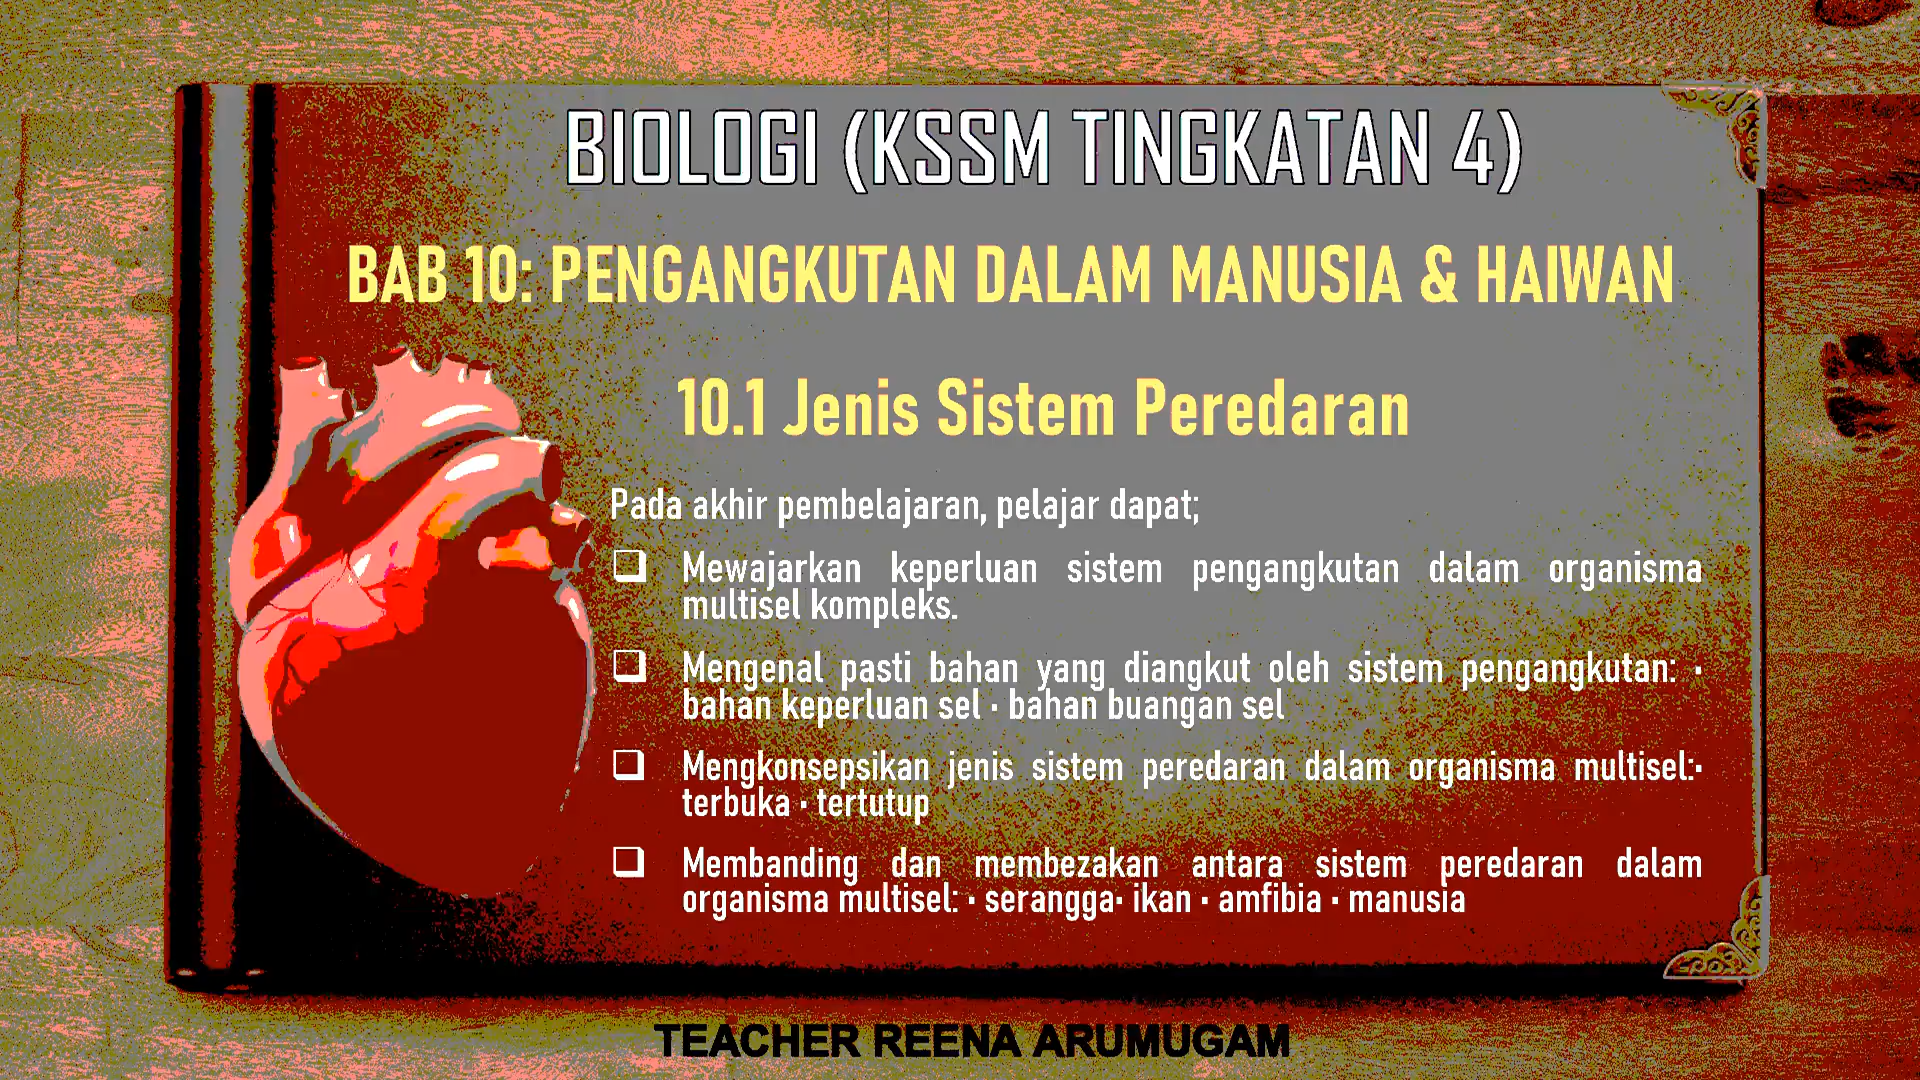 BIOLOGI (KSSM TINGKATAN 4)
BAB 10: PENGANGKUTAN DALAM MANUSIA & HAIWAN
10.1 Jenis Sistem Peredaran
Pada akhir pembelajaran, pelajar dapat;
❑ Mewajarkan keperluan sistem pengangkutan dalam organisma
multisel kompleks.
❑ Mengenal pasti bahan yang diangkut oleh sistem pengangkutan: •
bahan keperluan sel • bahan buangan sel
❑ Mengkonsepsikan jenis sistem peredaran dalam organisma multisel:•
terbuka • tertutup
❑ Membanding dan membezakan antara sistem peredaran dalam
organisma multisel: • serangga• ikan • amfibia • manusia
TEACHER REENA ARUMUGAM